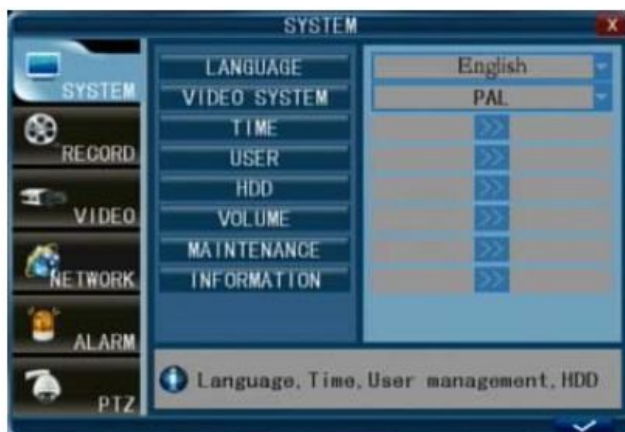 SYSTEM
X
SYSTEM
RECORD
VIDEO
NETWORK
ALARM
PTZ
LANGUAGE English
VIDEO SYSTEM PAL
TIME >>
USER >>
HDD >>
VOLUME >>
MAINTENANCE >>
INFORMATION >>
Language, Time, User management, HDD